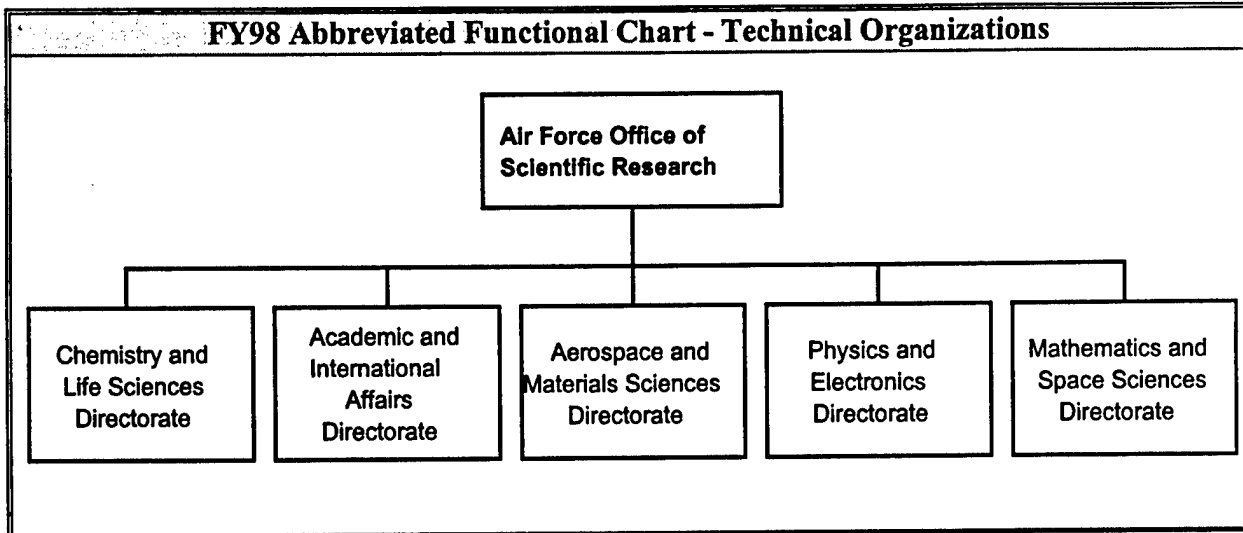 FY98 Abbreviated Functional Chart - Technical Organizations
Air Force Office of
Scientific Research
Chemistry and
Life Sciences
Directorate
Academic and
International
Affairs
Directorate
Aerospace and
Materials Sciences
Directorate
Physics and
Electronics
Directorate
Mathematics and
Space Sciences
Directorate